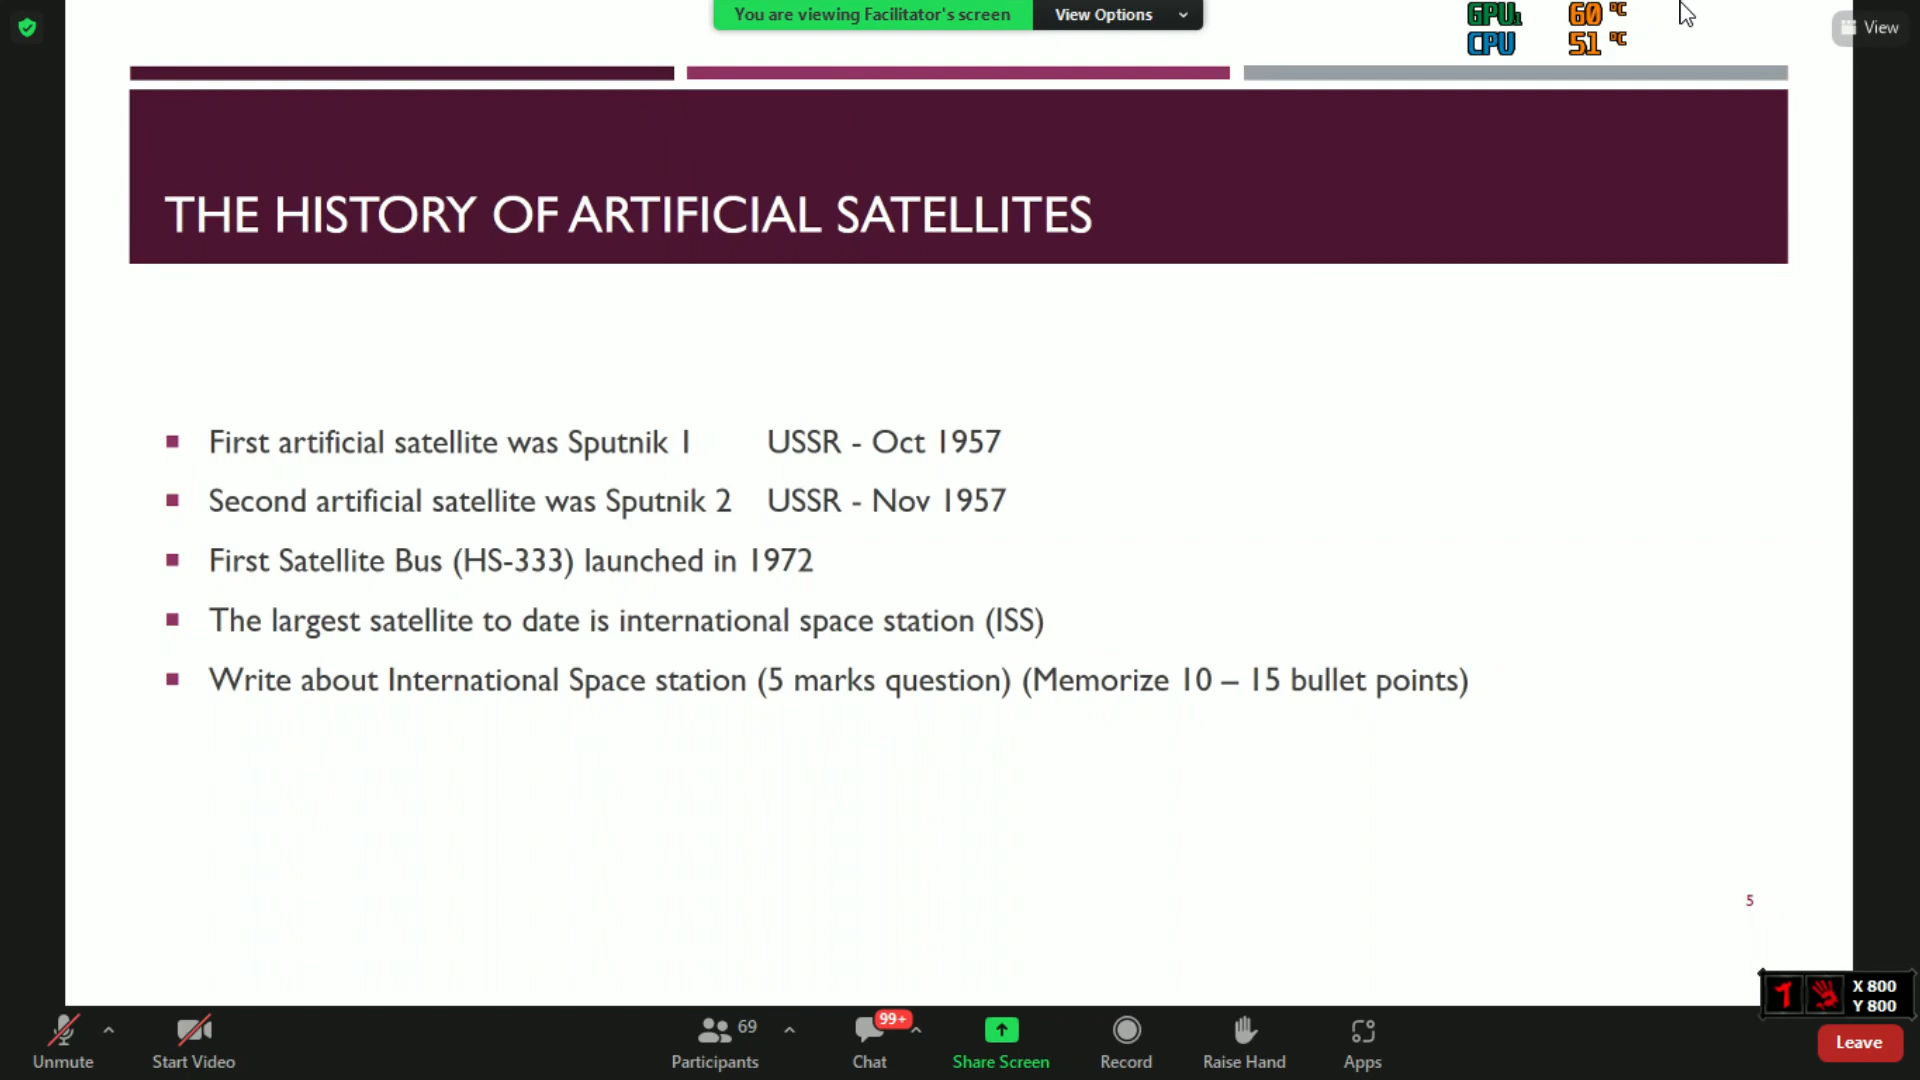 You are viewing Facilitator's screen
View Options
GPU1 60 °C
CPU 51 °C
View
THE HISTORY OF ARTIFICIAL SATELLITES
First artificial satellite was Sputnik 1 USSR - Oct 1957
Second artificial satellite was Sputnik 2 USSR - Nov 1957
First Satellite Bus (HS-333) launched in 1972
The largest satellite to date is international space station (ISS)
Write about International Space station (5 marks question) (Memorize 10 – 15 bullet points)
5
X 800
Y 800
69
99+
Unmute
Start Video
Participants
Chat
Share Screen
Record
Raise Hand
Apps
Leave